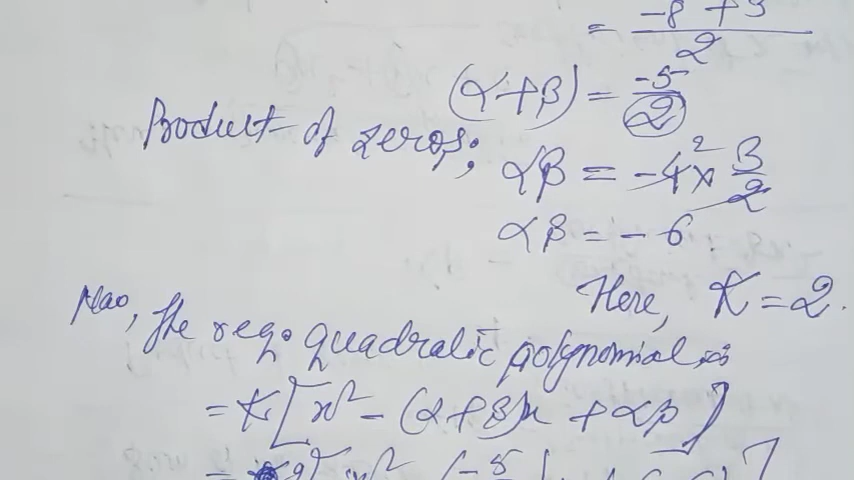 = -8 + 3 / 2
(α+β) = -5 / 2
Product of zeros; αβ = -4² × 3 / 2
αβ = - 6
Here, K = 2.
Now, the req. quadratic polynomial is
= K [ x² - (α + β)x + αβ ]